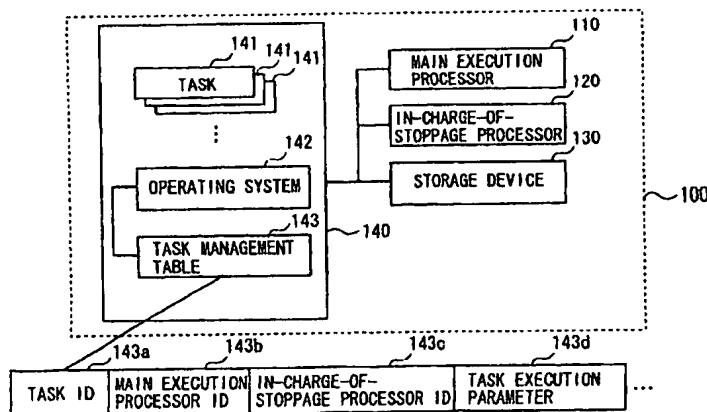 141
141
141
TASK
142
OPERATING SYSTEM
143
TASK MANAGEMENT
TABLE
140
110
MAIN EXECUTION
PROCESSOR
120
IN-CHARGE-OF-
STOPPAGE PROCESSOR
130
STORAGE DEVICE
100
143a
143b
143c
143d
TASK ID
MAIN EXECUTION
PROCESSOR ID
IN-CHARGE-OF-
STOPPAGE PROCESSOR ID
TASK EXECUTION
PARAMETER
...